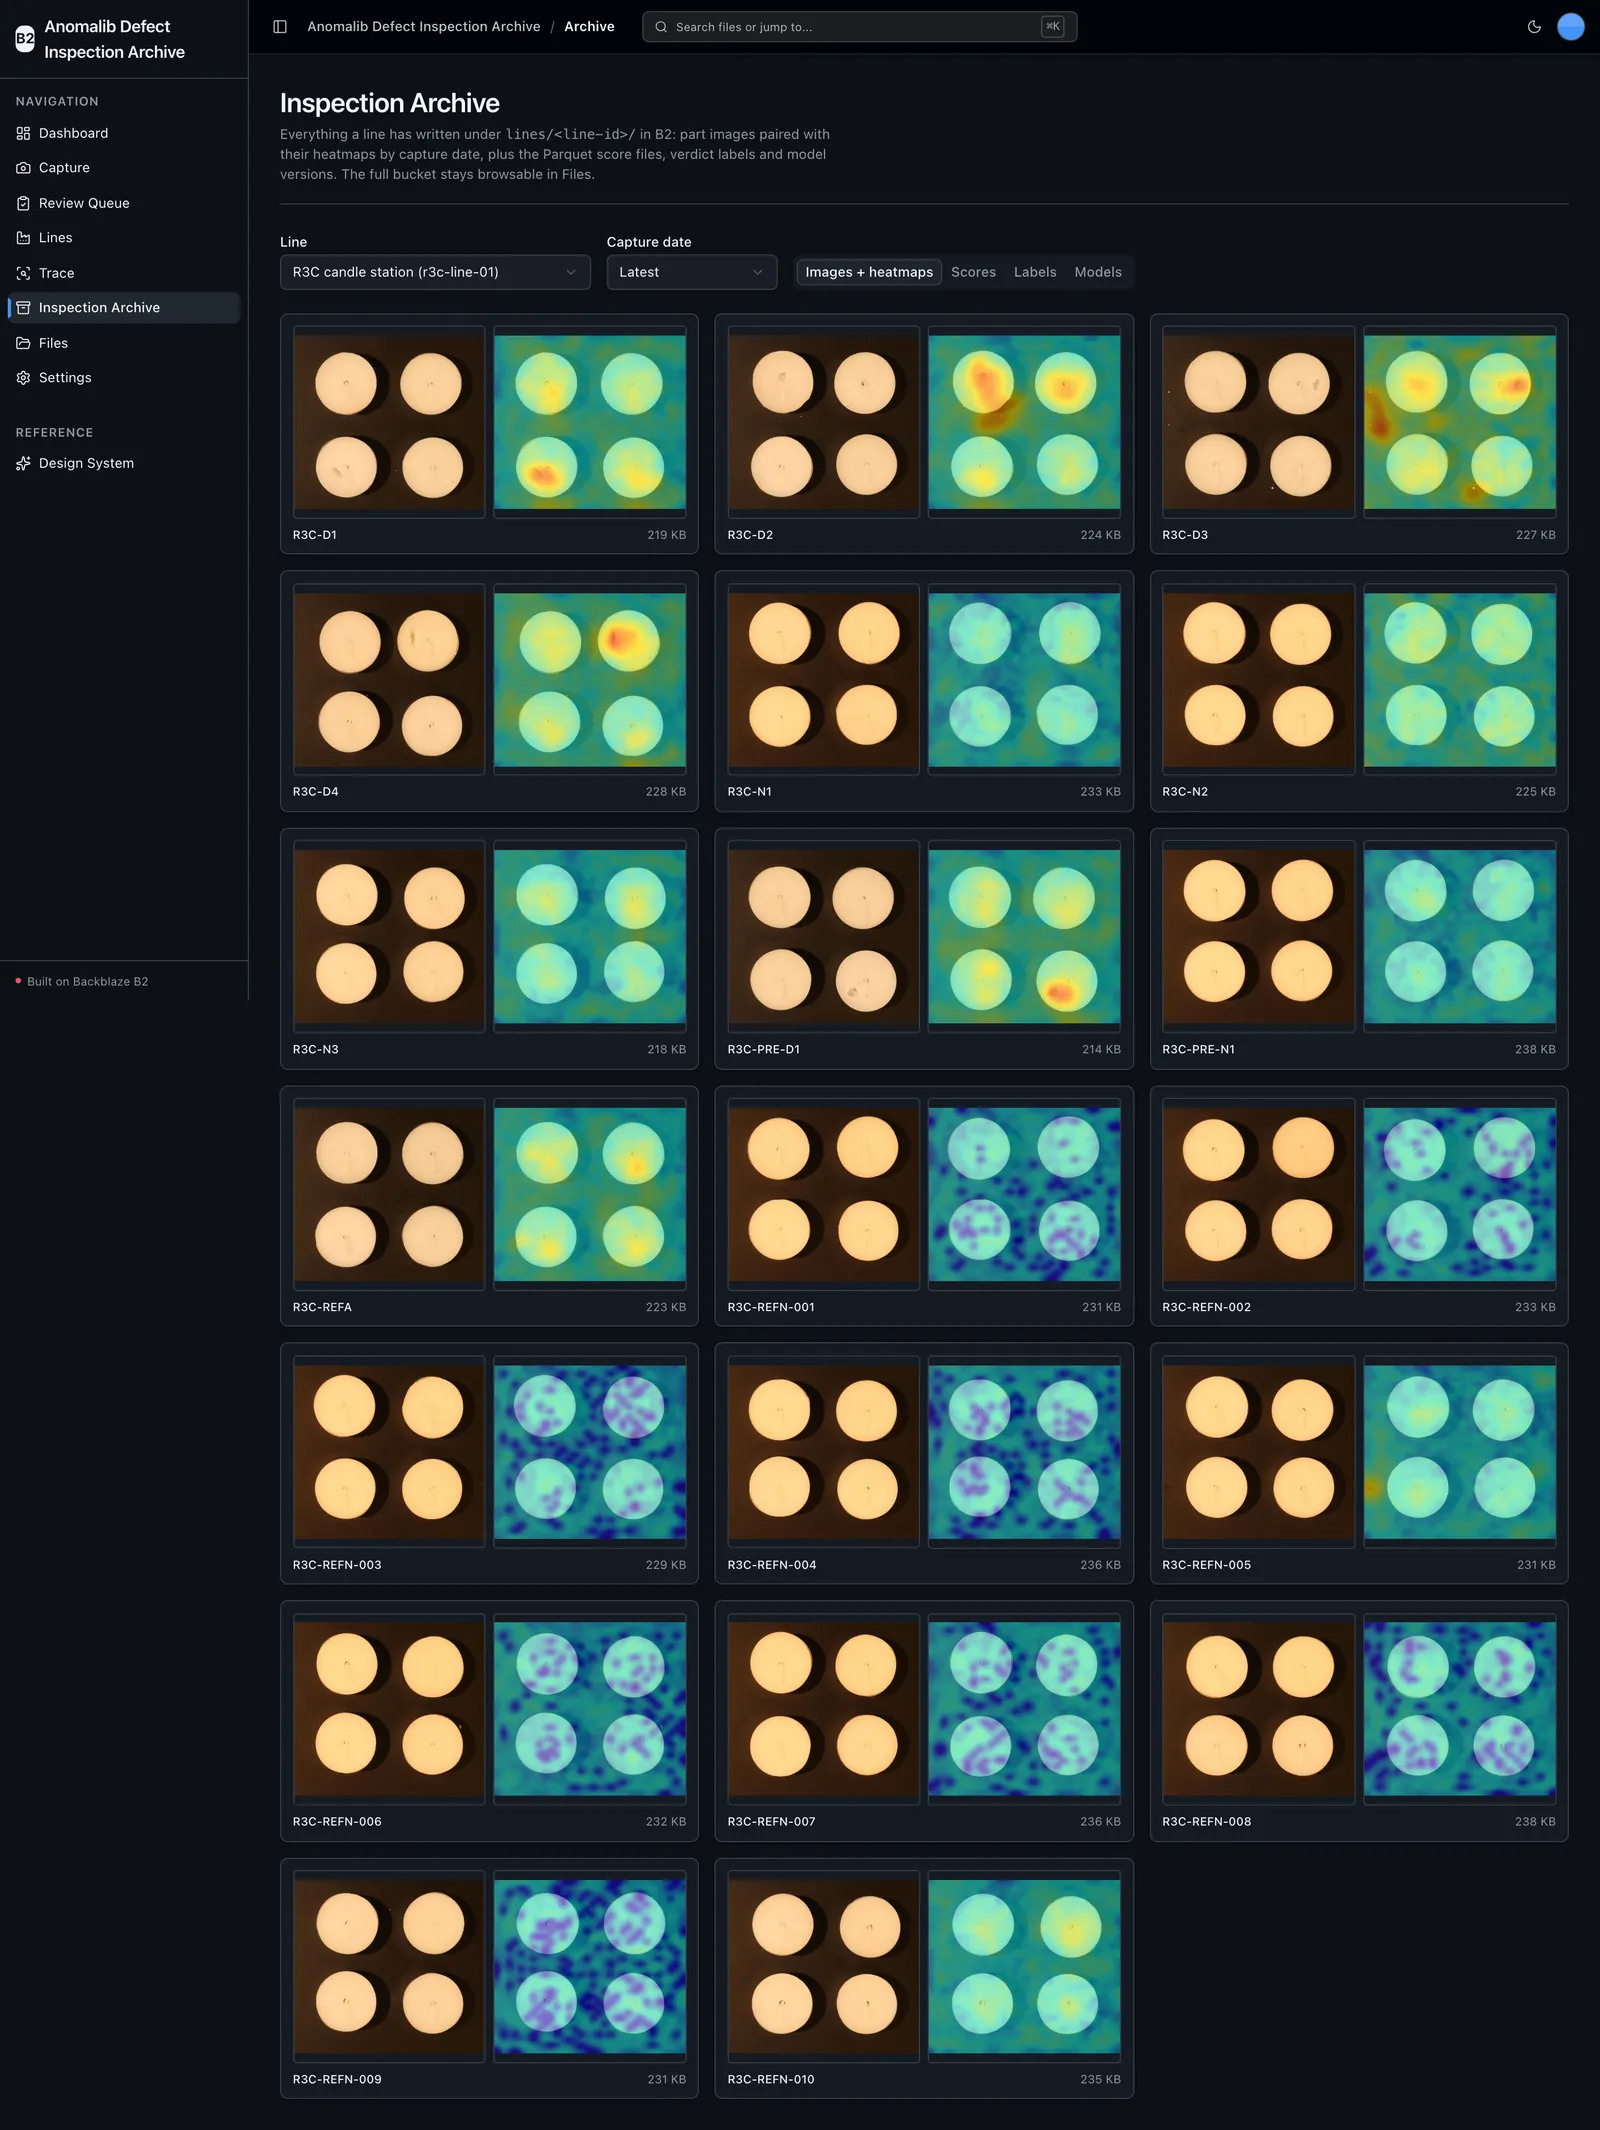 B2
Anomalib Defect
Inspection Archive
NAVIGATION
Dashboard
Capture
Review Queue
Lines
Trace
Inspection Archive
Files
Settings
REFERENCE
Design System
Built on Backblaze B2
Anomalib Defect Inspection Archive / Archive
Search files or jump to...
⌘K
Inspection Archive
Everything a line has written under lines/<line-id>/ in B2: part images paired with
their heatmaps by capture date, plus the Parquet score files, verdict labels and model
versions. The full bucket stays browsable in Files.
Line
Capture date
R3C candle station (r3c-line-01)
Latest
Images + heatmaps
Scores
Labels
Models
R3C-D1 219 KB
R3C-D2 224 KB
R3C-D3 227 KB
R3C-D4 228 KB
R3C-N1 233 KB
R3C-N2 225 KB
R3C-N3 218 KB
R3C-PRE-D1 214 KB
R3C-PRE-N1 238 KB
R3C-REFA 223 KB
R3C-REFN-001 231 KB
R3C-REFN-002 233 KB
R3C-REFN-003 229 KB
R3C-REFN-004 236 KB
R3C-REFN-005 231 KB
R3C-REFN-006 232 KB
R3C-REFN-007 236 KB
R3C-REFN-008 238 KB
R3C-REFN-009 231 KB
R3C-REFN-010 235 KB